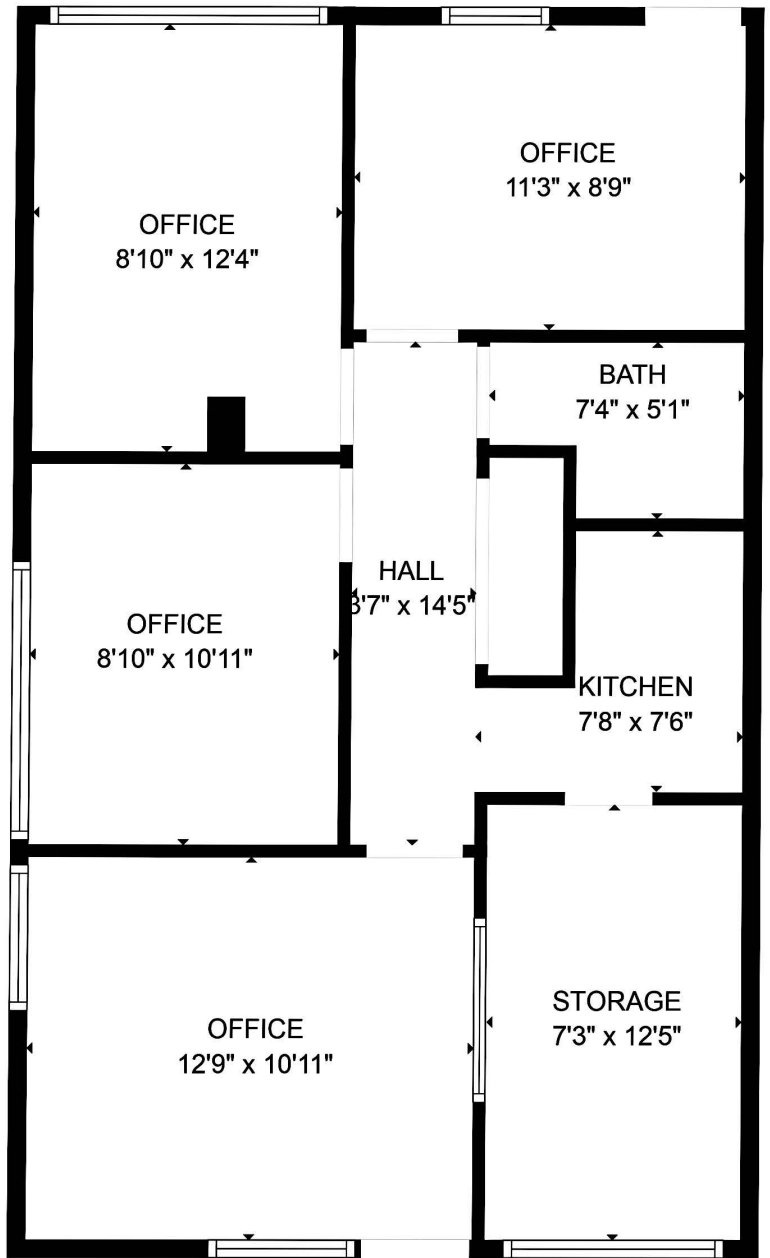 OFFICE
11'3" x 8'9"
OFFICE
8'10" x 12'4"
BATH
7'4" x 5'1"
HALL
3'7" x 14'5"
OFFICE
8'10" x 10'11"
KITCHEN
7'8" x 7'6"
STORAGE
7'3" x 12'5"
OFFICE
12'9" x 10'11"